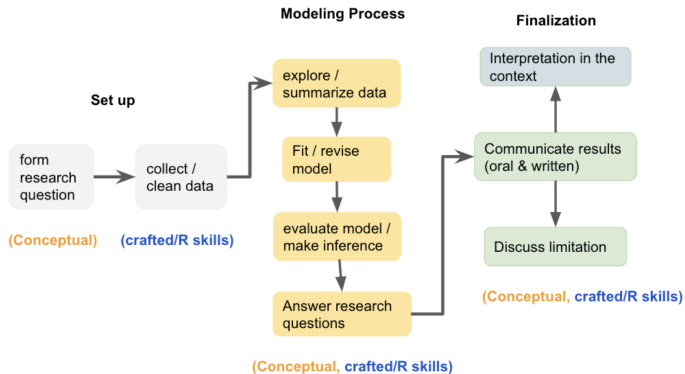 Set up
form
research
question
collect /
clean data
(Conceptual)
(crafted/R skills)
Modeling Process
explore /
summarize data
Fit / revise
model
evaluate model /
make inference
Answer research
questions
(Conceptual, crafted/R skills)
Finalization
Interpretation in the
context
Communicate results
(oral & written)
Discuss limitation
(Conceptual, crafted/R skills)